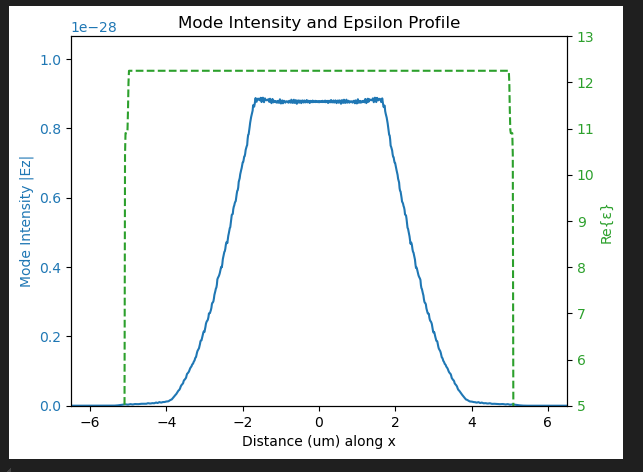 Mode Intensity and Epsilon Profile
1e−28
1.0
0.8
0.6
0.4
0.2
0.0
Mode Intensity |Ez|
13
12
11
10
9
8
7
6
5
Re{ε}
−6 −4 −2 0 2 4 6
Distance (um) along x